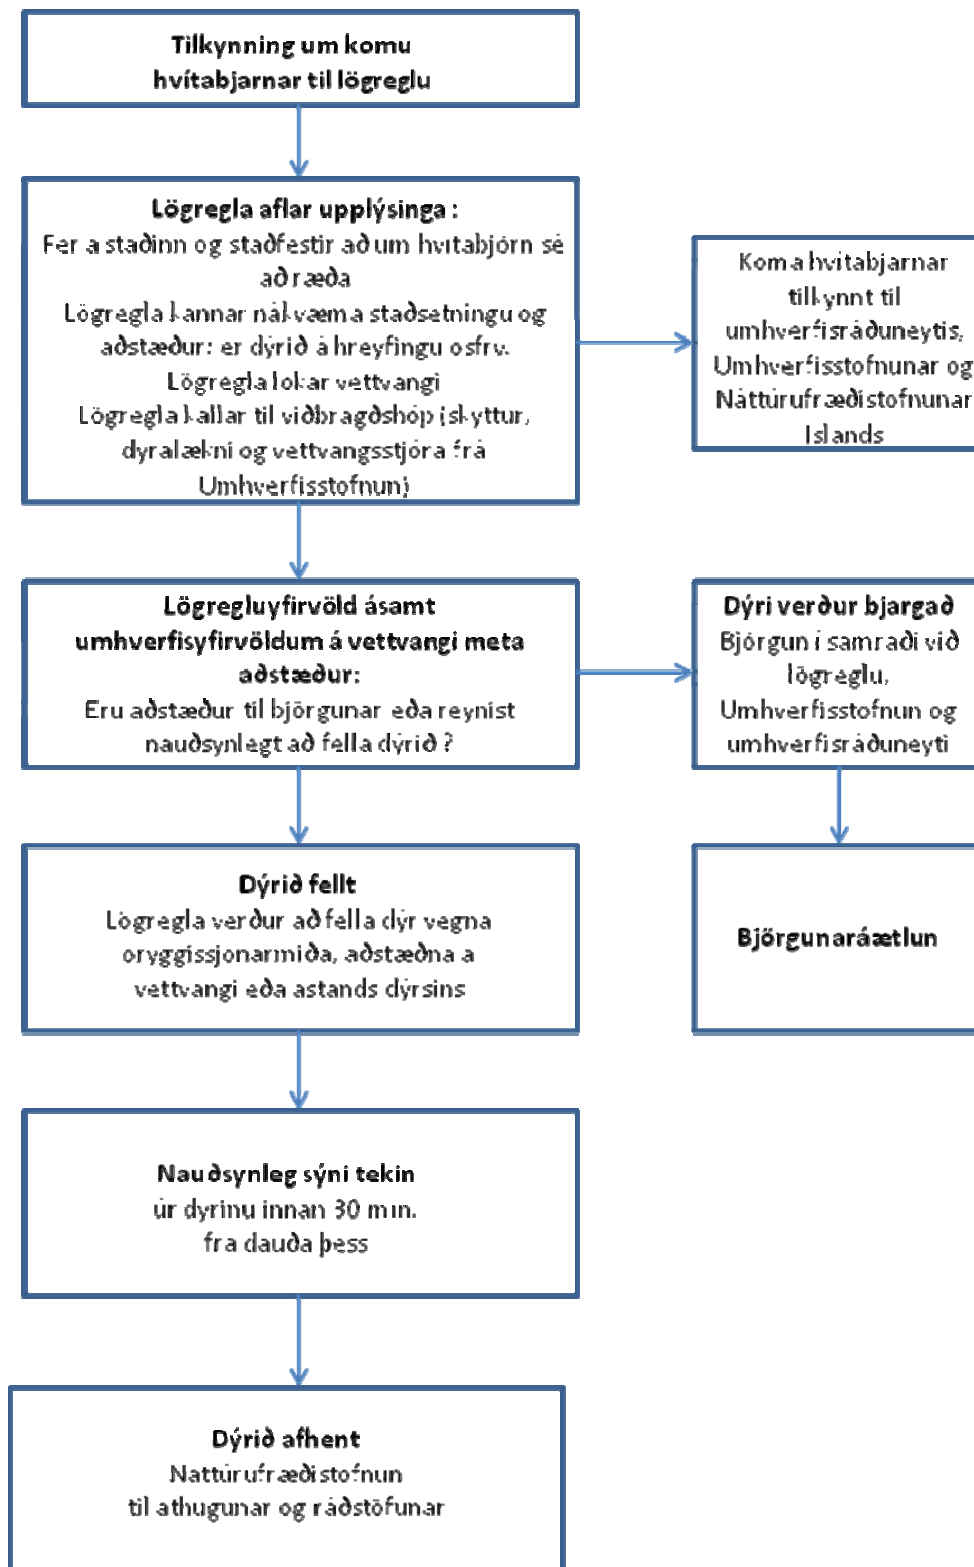 Tilkynning um komu
hvítabjarnar til lögreglu
Lögregla aflar upplýsinga :
Fer á staðinn og staðfestir að um hvítabjörn sé
að ræða
Lögregla kannar nákvæma staðsetningu og
aðstæður: er dýrið á hreyfingu osfrv.
Lögregla lokar vettvangi
Lögregla kallar til viðbragðshóp (skyttur,
dýralækni og vettvangsstjóra frá
Umhverfisstofnun)
Koma hvítabjarnar
tilkynnt til
umhverfisráðuneytis,
Umhverfisstofnunar og
Náttúrufræðistofnunar
Íslands
Lögregluyfirvöld ásamt
umhverfisyfirvöldum á vettvangi meta
aðstæður:
Eru aðstæður til björgunar eða reynist
nauðsynlegt að fella dýrið ?
Dýri verður bjargað
Björgun í samráði við
lögreglu,
Umhverfisstofnun og
umhverfisráðuneyti
Dýrið fellt
Lögregla verður að fella dýr vegna
öryggissjónarmiða, aðstæðna á
vettvangi eða ástands dýrsins
Björgunaráætlun
Nauðsynleg sýni tekin
úr dýrinu innan 30 mín.
frá dauða þess
Dýrið afhent
Náttúrufræðistofnun
til athugunar og ráðstöfunar